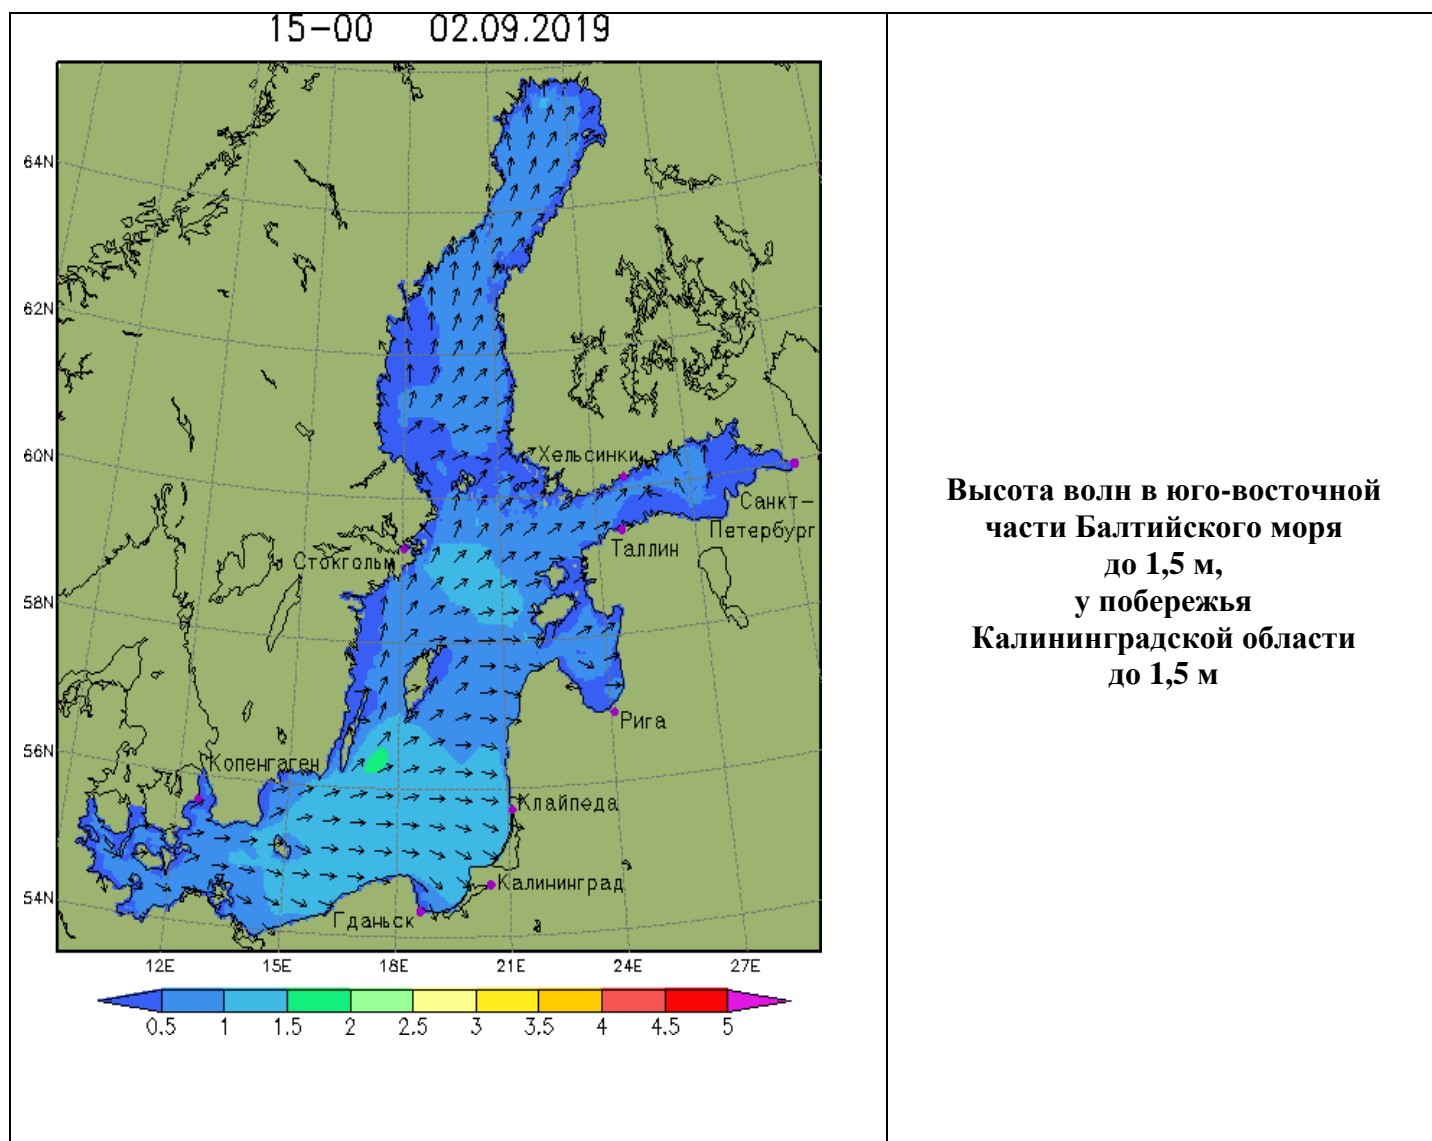 15-00 02.09.2019
64N
62N
60N
58N
56N
54N
Хельсинки
Санкт-
Петербург
Таллин
Стокгольм
Рига
Копенгаген
Клайпеда
Калининград
Гданьск
12E 15E 18E 21E 24E 27E
0.5 1 1.5 2 2.5 3 3.5 4 4.5 5
Высота волн в юго-восточной
части Балтийского моря
до 1,5 м,
у побережья
Калининградской области
до 1,5 м